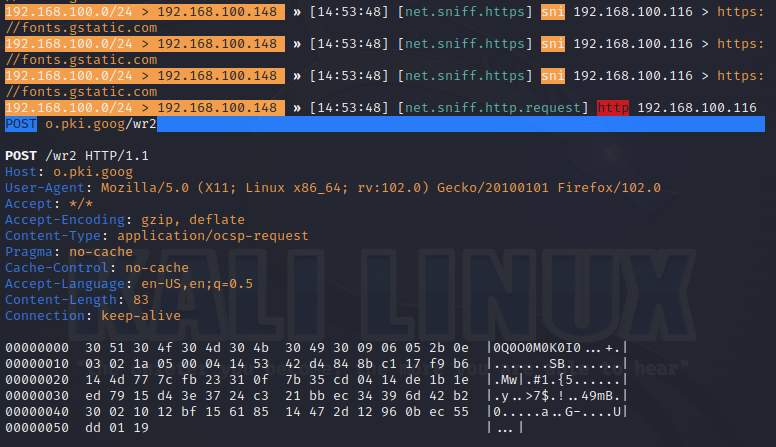 192.168.100.0/24 > 192.168.100.148 » [14:53:48] [net.sniff.https] sni 192.168.100.116 > https:
//fonts.gstatic.com
192.168.100.0/24 > 192.168.100.148 » [14:53:48] [net.sniff.https] sni 192.168.100.116 > https:
//fonts.gstatic.com
192.168.100.0/24 > 192.168.100.148 » [14:53:48] [net.sniff.https] sni 192.168.100.116 > https:
//fonts.gstatic.com
192.168.100.0/24 > 192.168.100.148 » [14:53:48] [net.sniff.http.request] http 192.168.100.116
POST o.pki.goog/wr2
POST /wr2 HTTP/1.1
Host: o.pki.goog
User-Agent: Mozilla/5.0 (X11; Linux x86_64; rv:102.0) Gecko/20100101 Firefox/102.0
Accept: */*
Accept-Encoding: gzip, deflate
Content-Type: application/ocsp-request
Pragma: no-cache
Cache-Control: no-cache
Accept-Language: en-US,en;q=0.5
Content-Length: 83
Connection: keep-alive
KALI LINUX
00000000  30 51 30 4f 30 4d 30 4b  30 49 30 09 06 05 2b 0e  |0Q0O0M0K0I0...+.|
00000010  03 02 1a 05 00 04 14 53  42 d4 84 8b c1 17 f9 b6  |.......SB.......|
00000020  14 4d 77 7c fb 23 31 0f  7b 35 cd 04 14 de 1b 1e  |.Mw|.#1.{5......|
00000030  ed 79 15 d4 3e 37 24 c3  21 bb ec 34 39 6d 42 b2  |.y..>7$.!..49mB.|
00000040  30 02 10 12 bf 15 61 85  14 47 2d 12 96 0b ec 55  |0.....a..G-....U|
00000050  dd 01 19                                          |...|
hear"